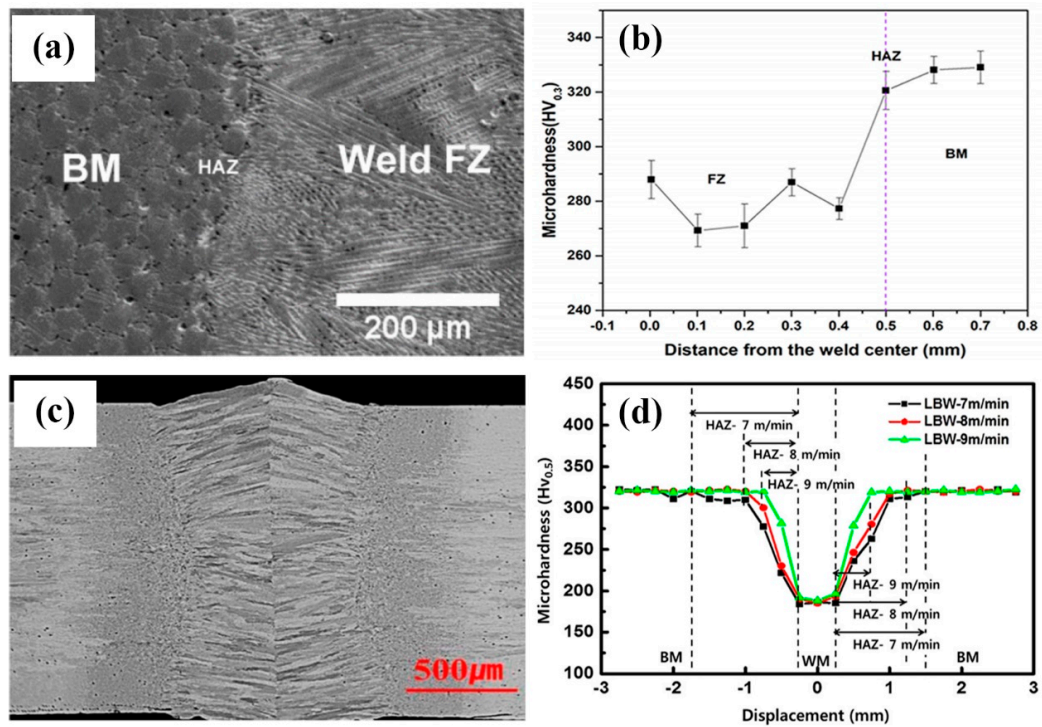 (a)
BM
HAZ
Weld FZ
200 µm
(b)
Microhardness(HV0.3)
340
320
300
280
260
240
HAZ
FZ
BM
-0.1 0.0 0.1 0.2 0.3 0.4 0.5 0.6 0.7 0.8
Distance from the weld center (mm)
(c)
500µm
(d)
Microhardness (Hv0.5)
450
400
350
300
250
200
150
100
LBW-7m/min
LBW-8m/min
LBW-9m/min
HAZ- 7 m/min
HAZ- 8 m/min
HAZ- 9 m/min
HAZ- 9 m/min
HAZ- 8 m/min
HAZ- 7 m/min
BM WM BM
-3 -2 -1 0 1 2 3
Displacement (mm)